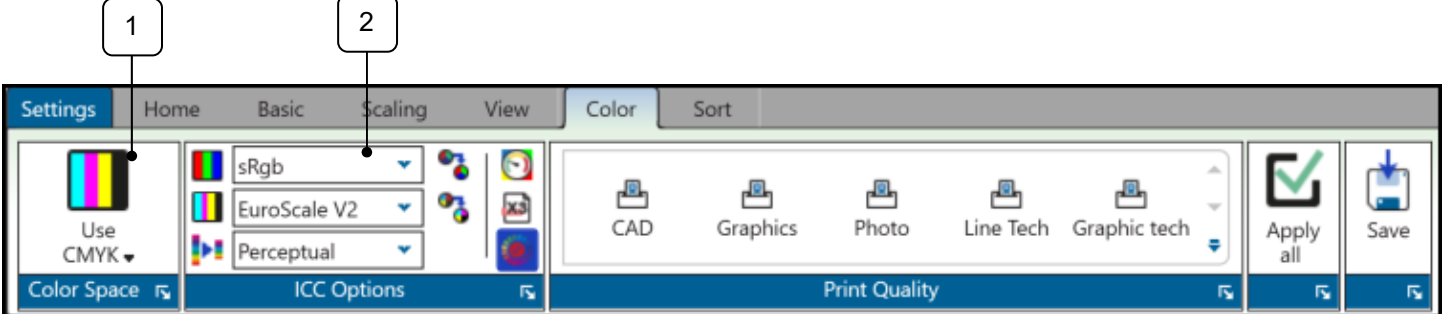 1
2
Settings Home Basic Scaling View Color Sort
sRgb
EuroScale V2
Perceptual
Use
CMYK
X3
CAD Graphics Photo Line Tech Graphic tech
Apply
all
Save
Color Space ICC Options Print Quality